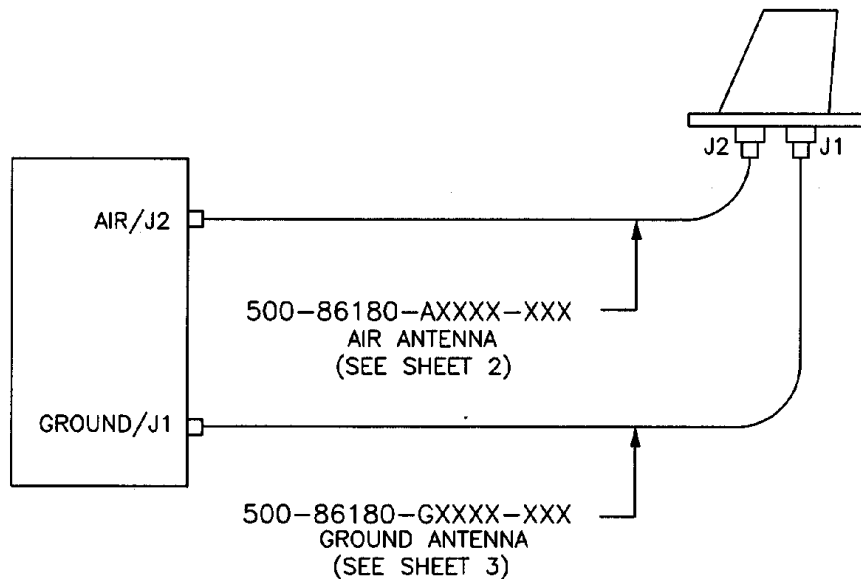 J2
J1
AIR/J2
500-86180-AXXXX-XXX
AIR ANTENNA
(SEE SHEET 2)
GROUND/J1
500-86180-GXXXX-XXX
GROUND ANTENNA
(SEE SHEET 3)